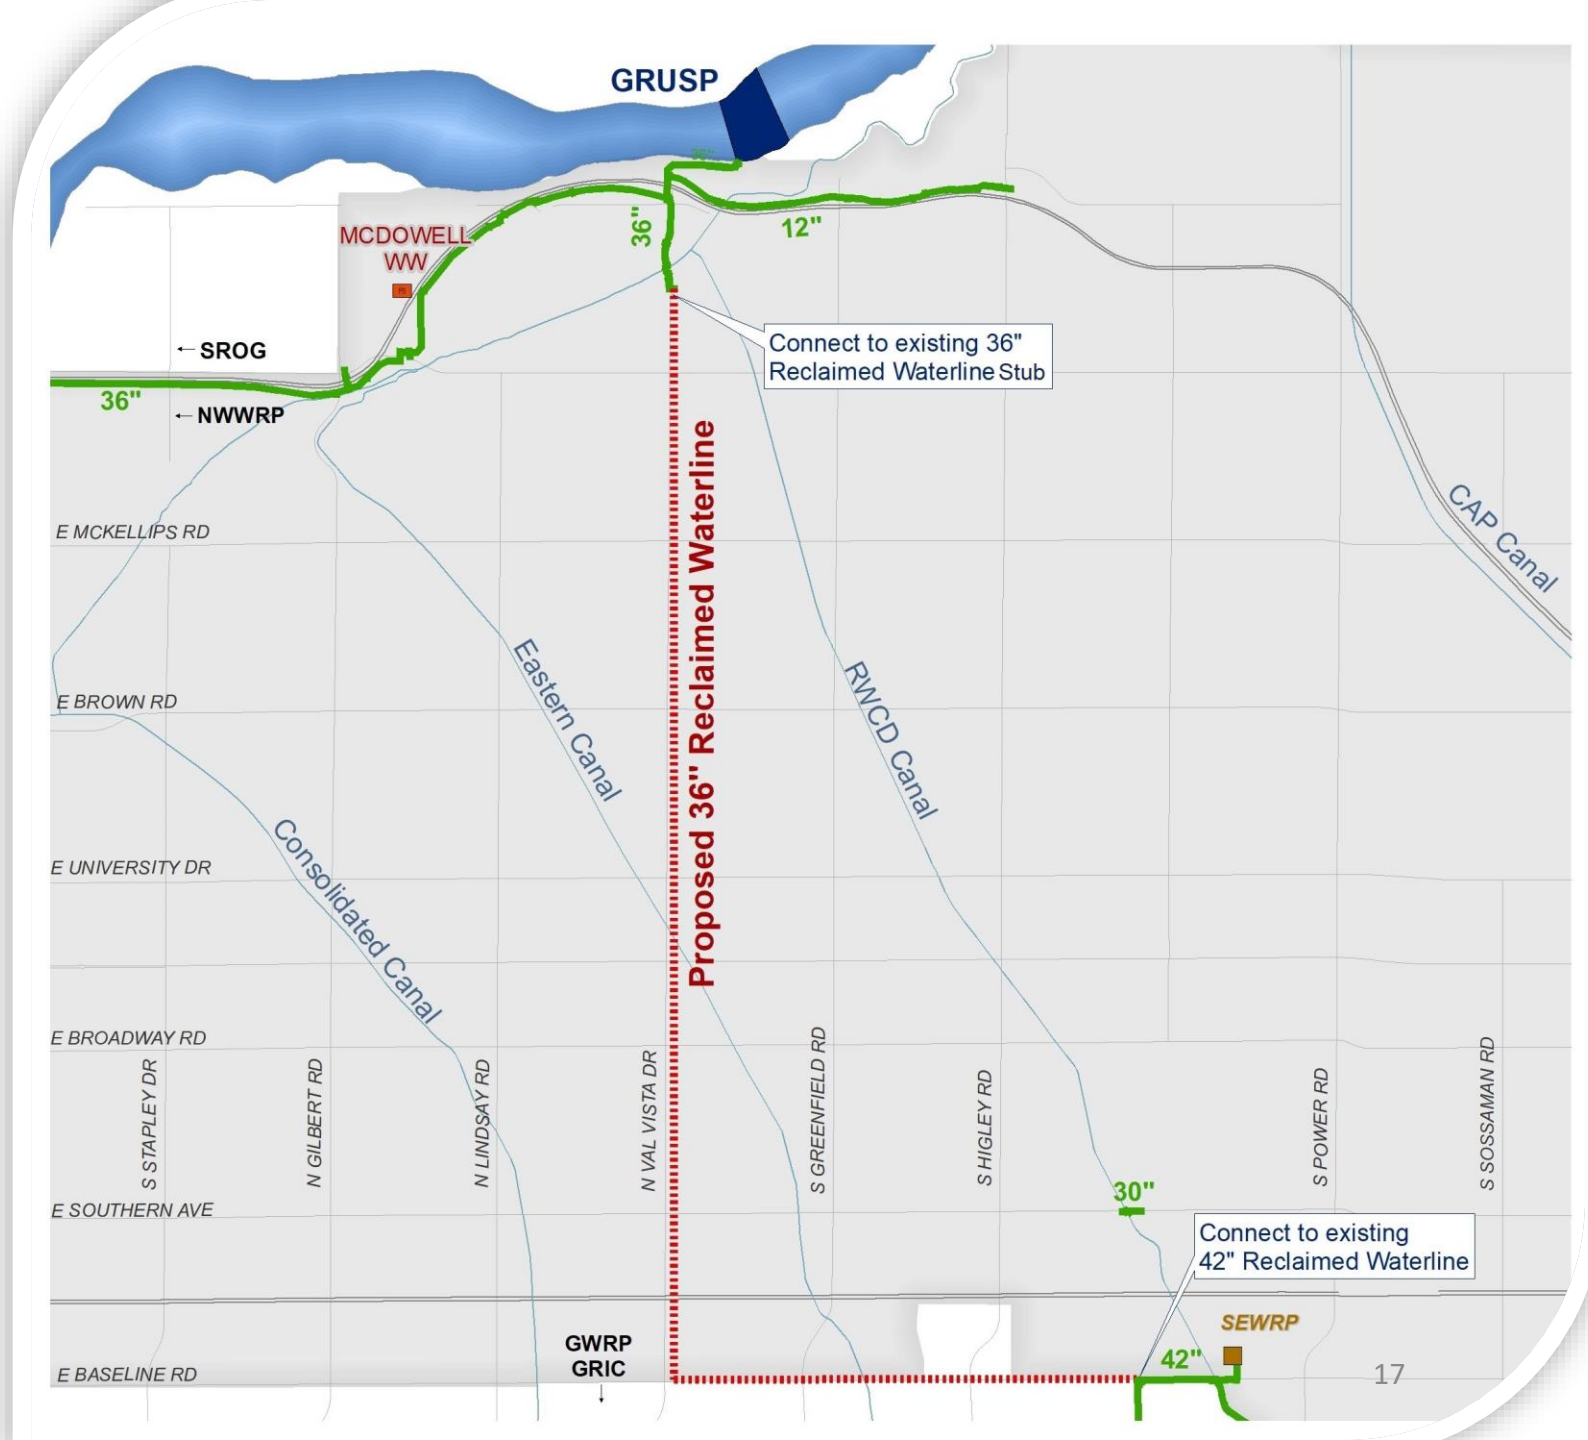 GRUSP
36"
36"
12"
MCDOWELL
WW
PS
Connect to existing 36"
Reclaimed Waterline Stub
← SROG
36"
← NWWRP
Proposed 36" Reclaimed Waterline
CAP Canal
E MCKELLIPS RD
Eastern Canal
RWCD Canal
E BROWN RD
Consolidated Canal
E UNIVERSITY DR
E BROADWAY RD
S STAPLEY DR
N GILBERT RD
N LINDSAY RD
N VAL VISTA DR
S GREENFIELD RD
S HIGLEY RD
S POWER RD
S SOSSAMAN RD
30"
E SOUTHERN AVE
Connect to existing
42" Reclaimed Waterline
SEWRP
GWRP
GRIC
42"
E BASELINE RD
17